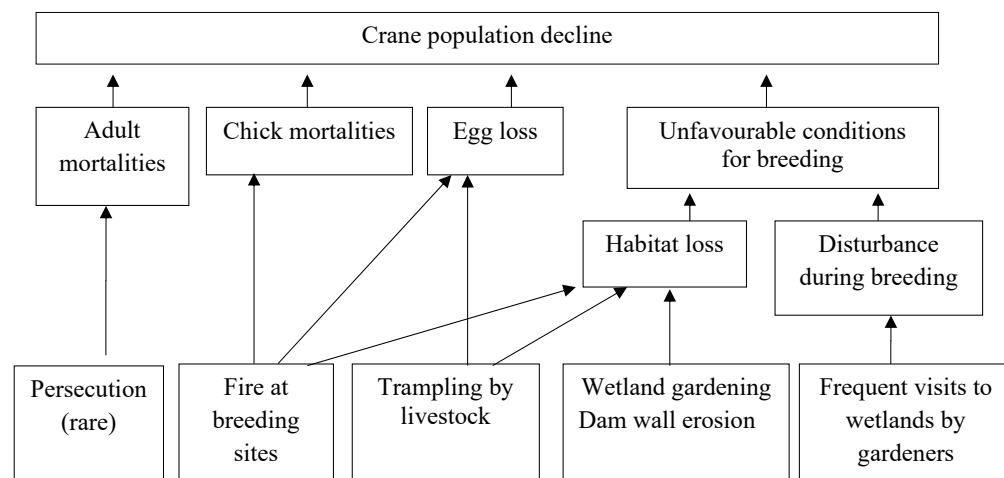 Crane population decline
Adult
mortalities
Chick mortalities
Egg loss
Unfavourable conditions
for breeding
Habitat loss
Disturbance
during breeding
Persecution
(rare)
Fire at
breeding
sites
Trampling by
livestock
Wetland gardening
Dam wall erosion
Frequent visits to
wetlands by
gardeners